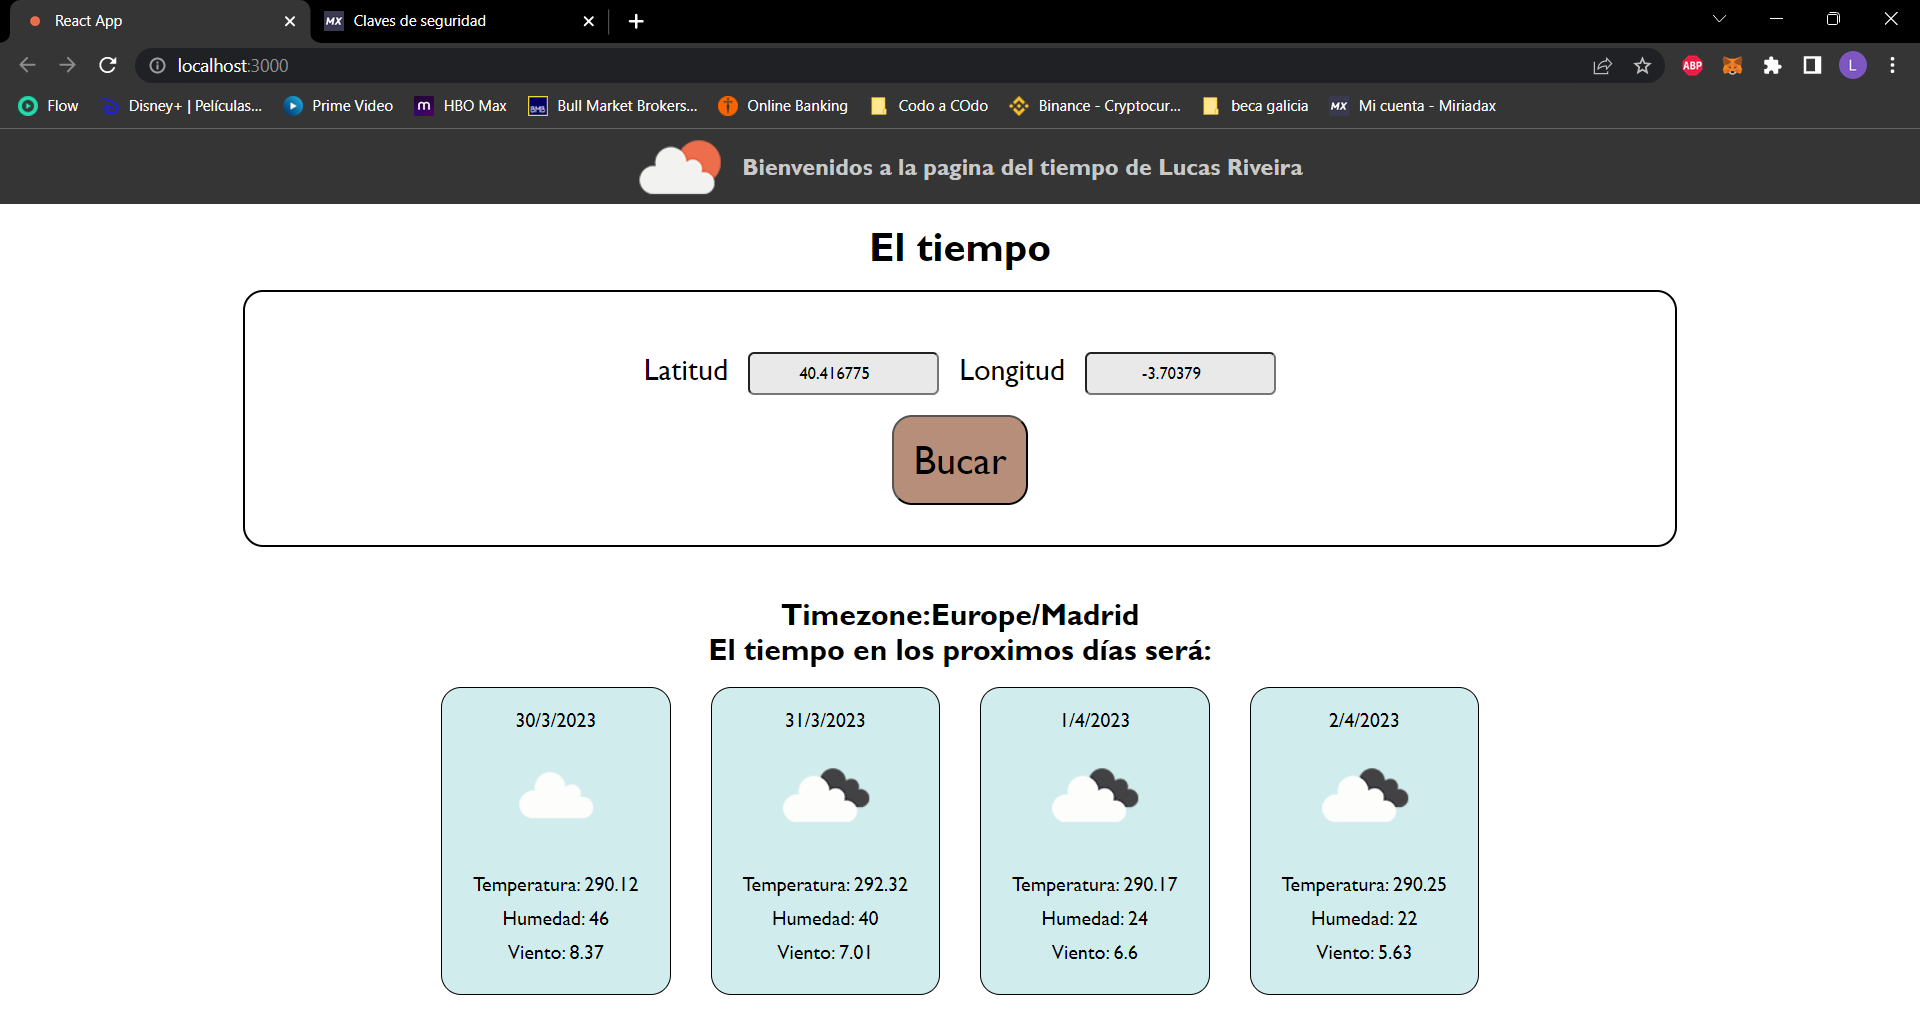 React App
MX Claves de seguridad
localhost:3000
ABP
L
Flow Disney+ | Películas... Prime Video m HBO Max BMB Bull Market Brokers... Online Banking Codo a COdo Binance - Cryptocur... beca galicia MX Mi cuenta - Miriadax
Bienvenidos a la pagina del tiempo de Lucas Riveira
El tiempo
Latitud 40.416775 Longitud -3.70379
Bucar
Timezone:Europe/Madrid
El tiempo en los proximos días será:
30/3/2023
Temperatura: 290.12
Humedad: 46
Viento: 8.37
31/3/2023
Temperatura: 292.32
Humedad: 40
Viento: 7.01
1/4/2023
Temperatura: 290.17
Humedad: 24
Viento: 6.6
2/4/2023
Temperatura: 290.25
Humedad: 22
Viento: 5.63